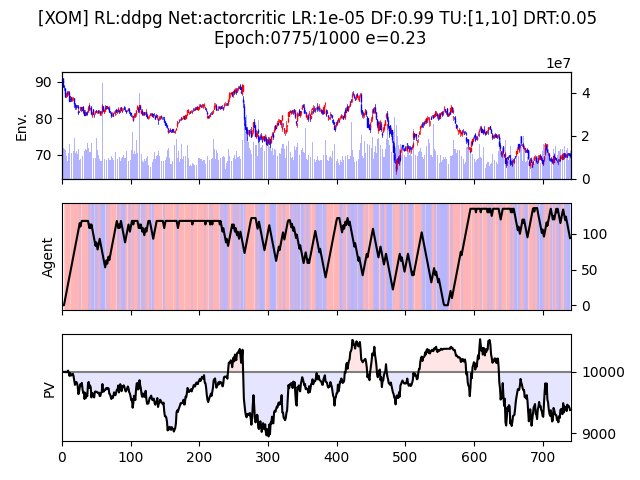 [XOM] RL:ddpg Net:actorcritic LR:1e-05 DF:0.99 TU:[1,10] DRT:0.05
Epoch:0775/1000 e=0.23
1e7
90
80
70
Env.
4
2
0
Agent
100
50
0
PV
10000
9000
0 100 200 300 400 500 600 700